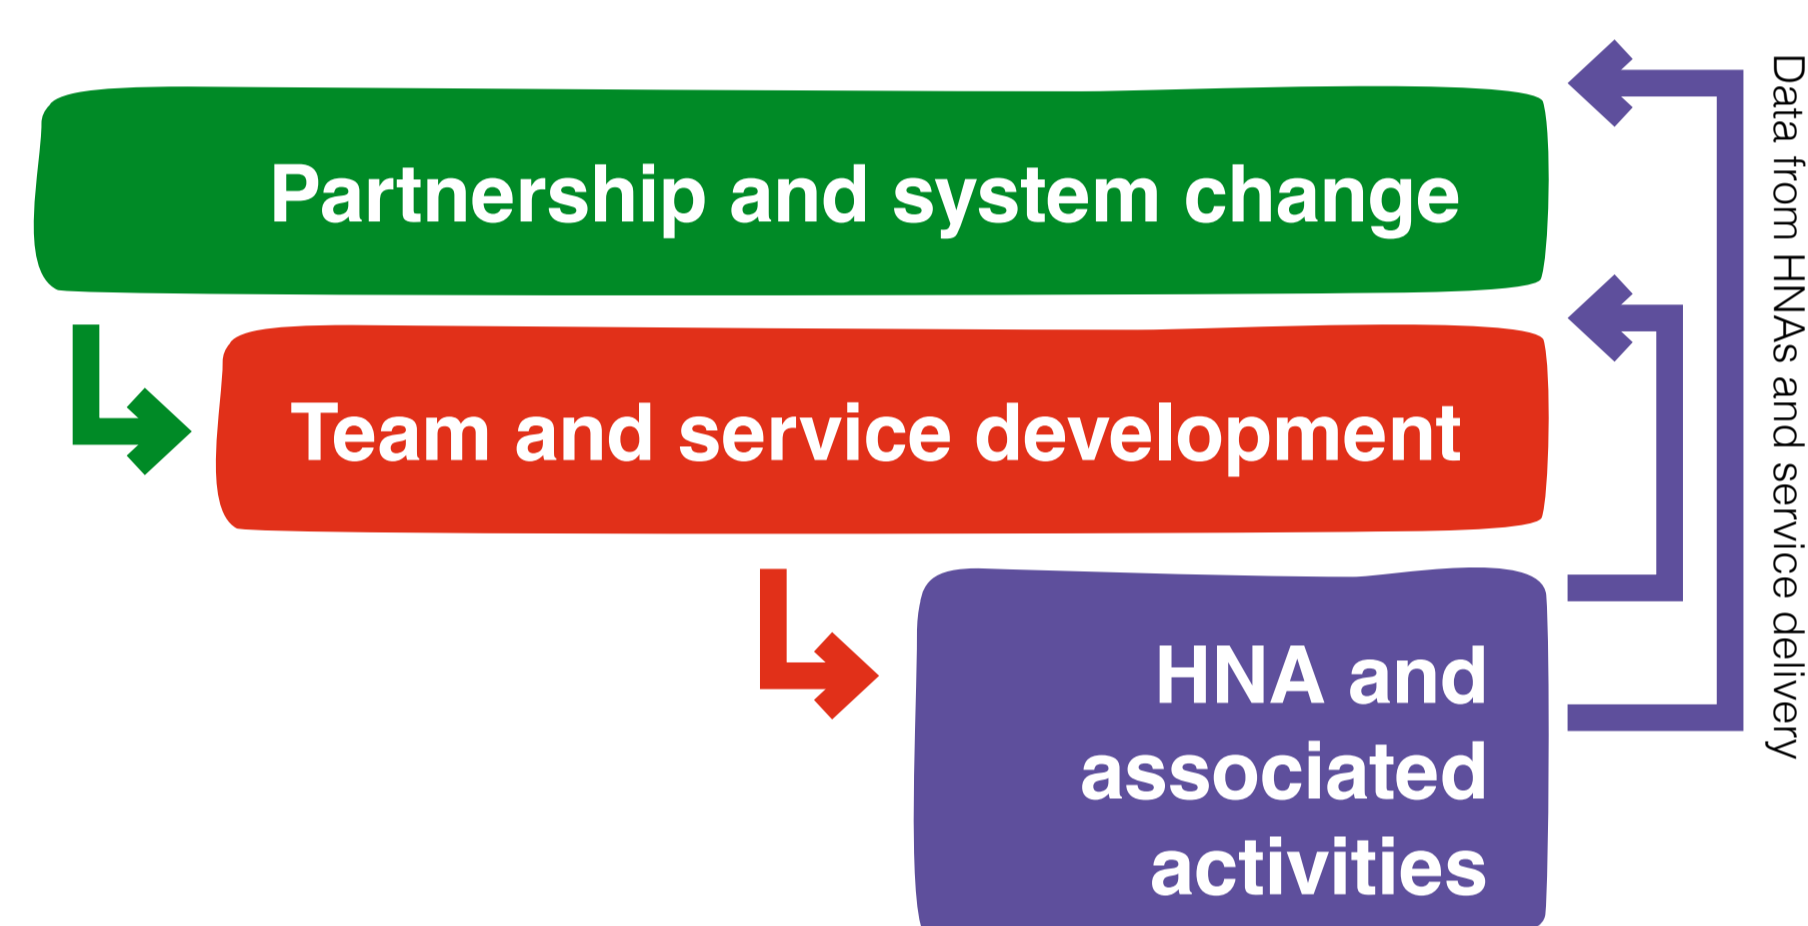 Partnership and system change
Team and service development
HNA and
associated
activities
Data from HNAs and service delivery